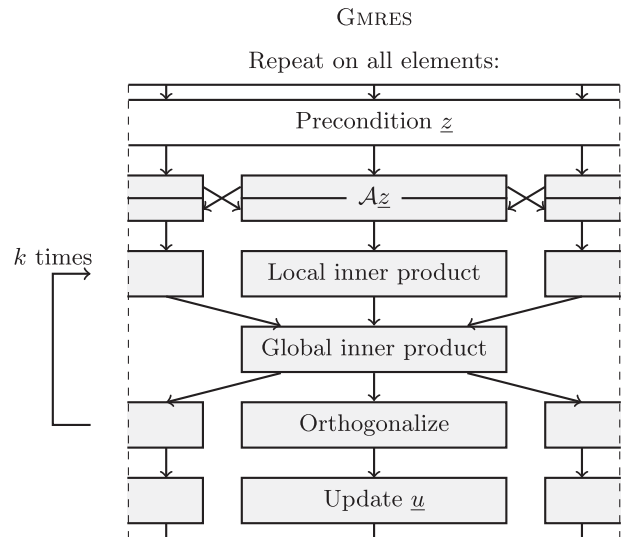 GMRES
Repeat on all elements:
Precondition z
𝒜z
k times
Local inner product
Global inner product
Orthogonalize
Update u